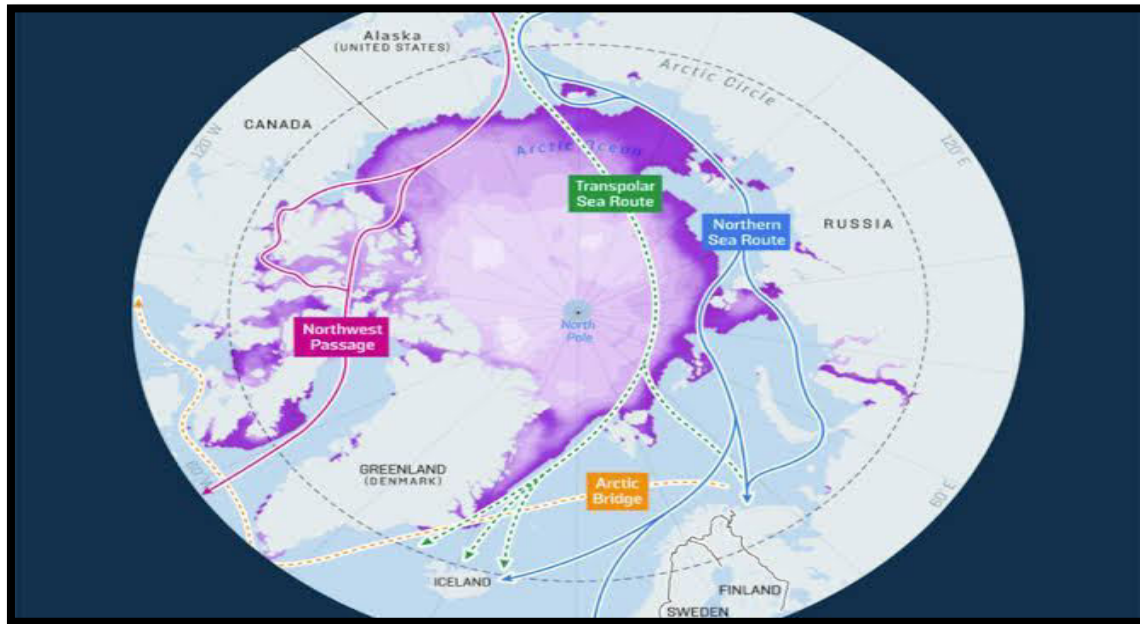 Alaska
(UNITED STATES)
Arctic Circle
CANADA
120° W
120° E
Arctic Ocean
Transpolar
Sea Route
Northern
Sea Route
RUSSIA
Northwest
Passage
North
Pole
GREENLAND
(DENMARK)
Arctic
Bridge
60° W
60° E
ICELAND
FINLAND
SWEDEN